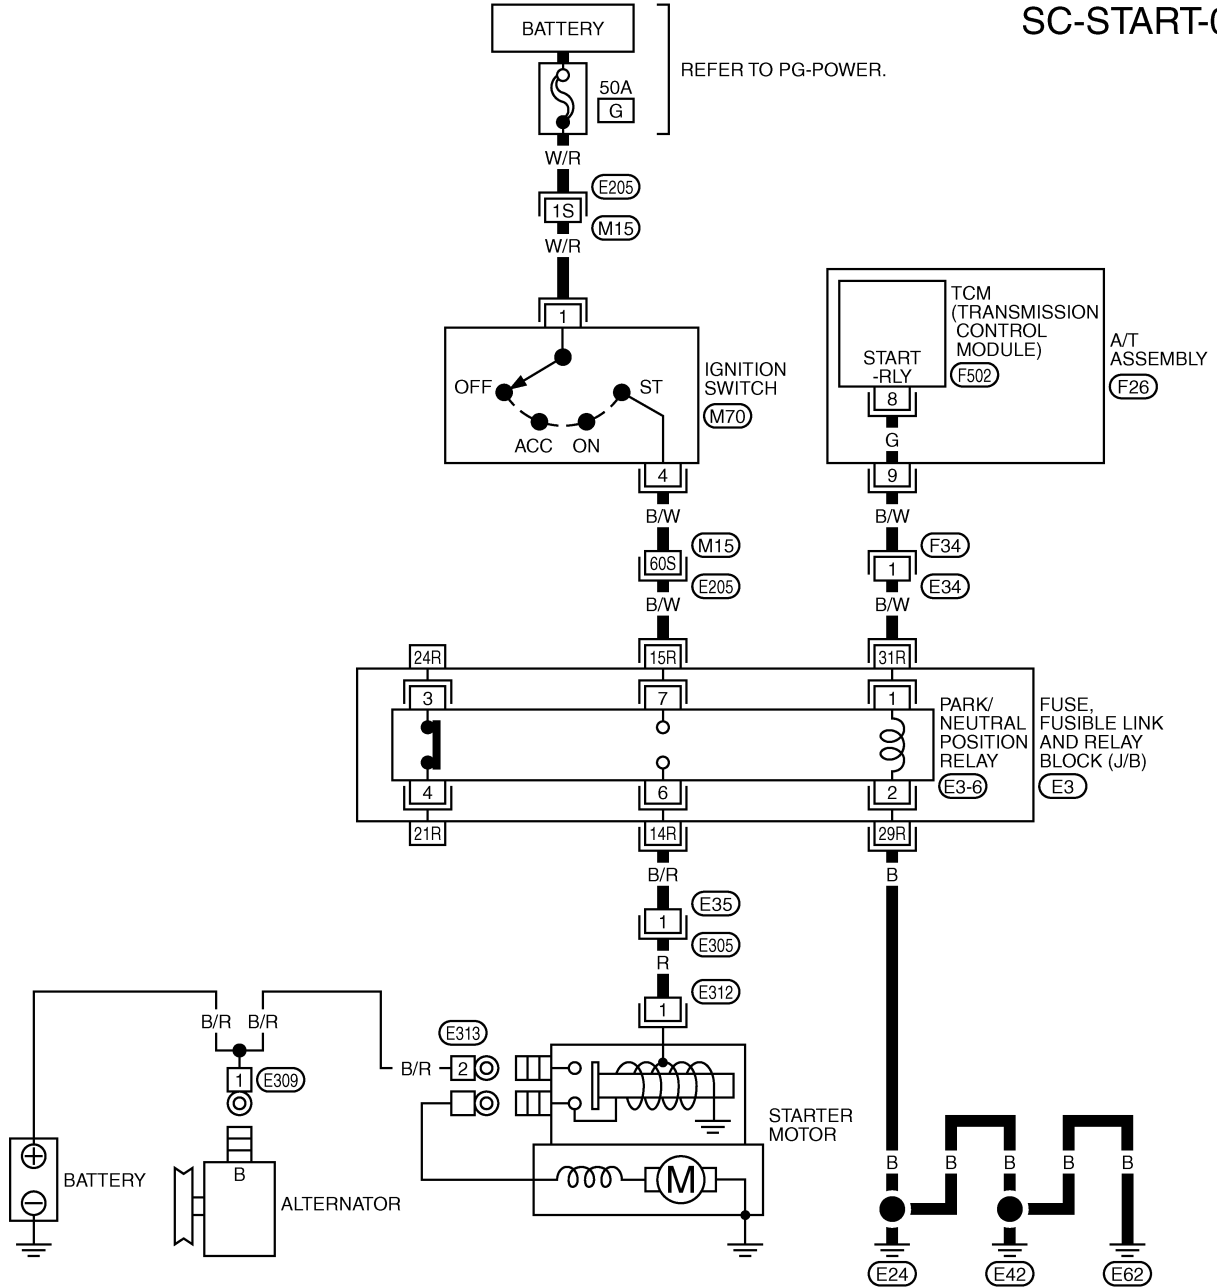 SC-START-0
BATTERY
REFER TO PG-POWER.
50A
G
W/R
E205
1S
M15
W/R
1
OFF
ST
ACC
ON
IGNITION
SWITCH
M70
4
B/W
M15
60S
E205
B/W
TCM
(TRANSMISSION
CONTROL
MODULE)
F502
START
-RLY
8
G
A/T
ASSEMBLY
F26
9
B/W
F34
1
E34
B/W
24R
15R
31R
3
7
1
PARK/
NEUTRAL
POSITION
RELAY
E3-6
FUSE,
FUSIBLE LINK
AND RELAY
BLOCK (J/B)
E3
4
6
2
21R
14R
29R
B/R
B
E35
1
E305
R
E312
1
B/R
B/R
E313
B/R
2
1
E309
STARTER
MOTOR
M
BATTERY
B
ALTERNATOR
B
B
B
B
B
E24
E42
E62